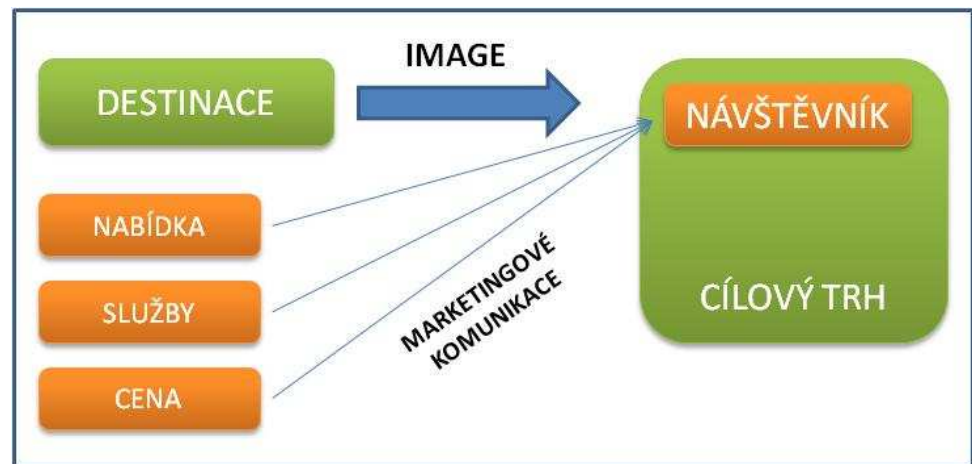 IMAGE
DESTINACE
NÁVŠTĚVNÍK
NABÍDKA
SLUŽBY
CENA
MARKETINGOVÉ
KOMUNIKACE
CÍLOVÝ TRH